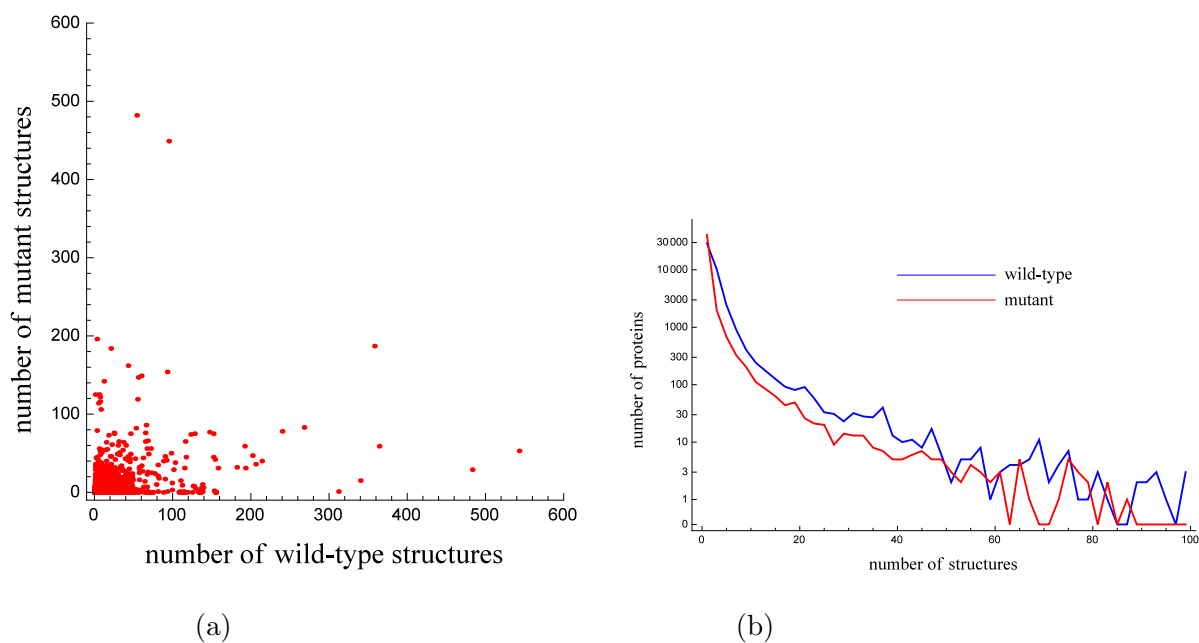 600
500
400
300
200
100
0
number of mutant structures
0 100 200 300 400 500 600
number of wild-type structures
(a)
30 000
10 000
3000
1000
300
100
30
10
3
1
0
number of proteins
wild-type
mutant
0 20 40 60 80 100
number of structures
(b)